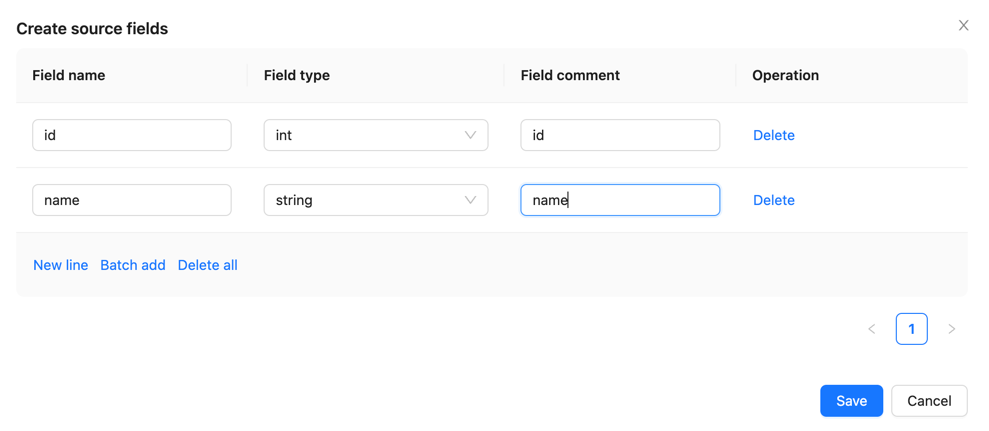 Create source fields
Field name Field type Field comment Operation
id int id Delete
name string name Delete
New line Batch add Delete all
1
Save Cancel